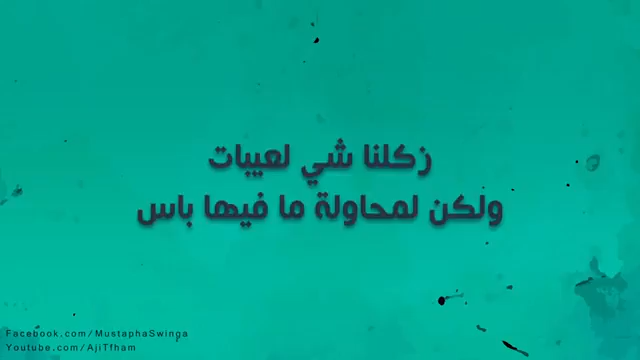 زكلنا شي لعيبات
ولكن لمحاولة ما فيها باس
Facebook.com/MustaphaSwinga
Youtube.com/AjiTfham